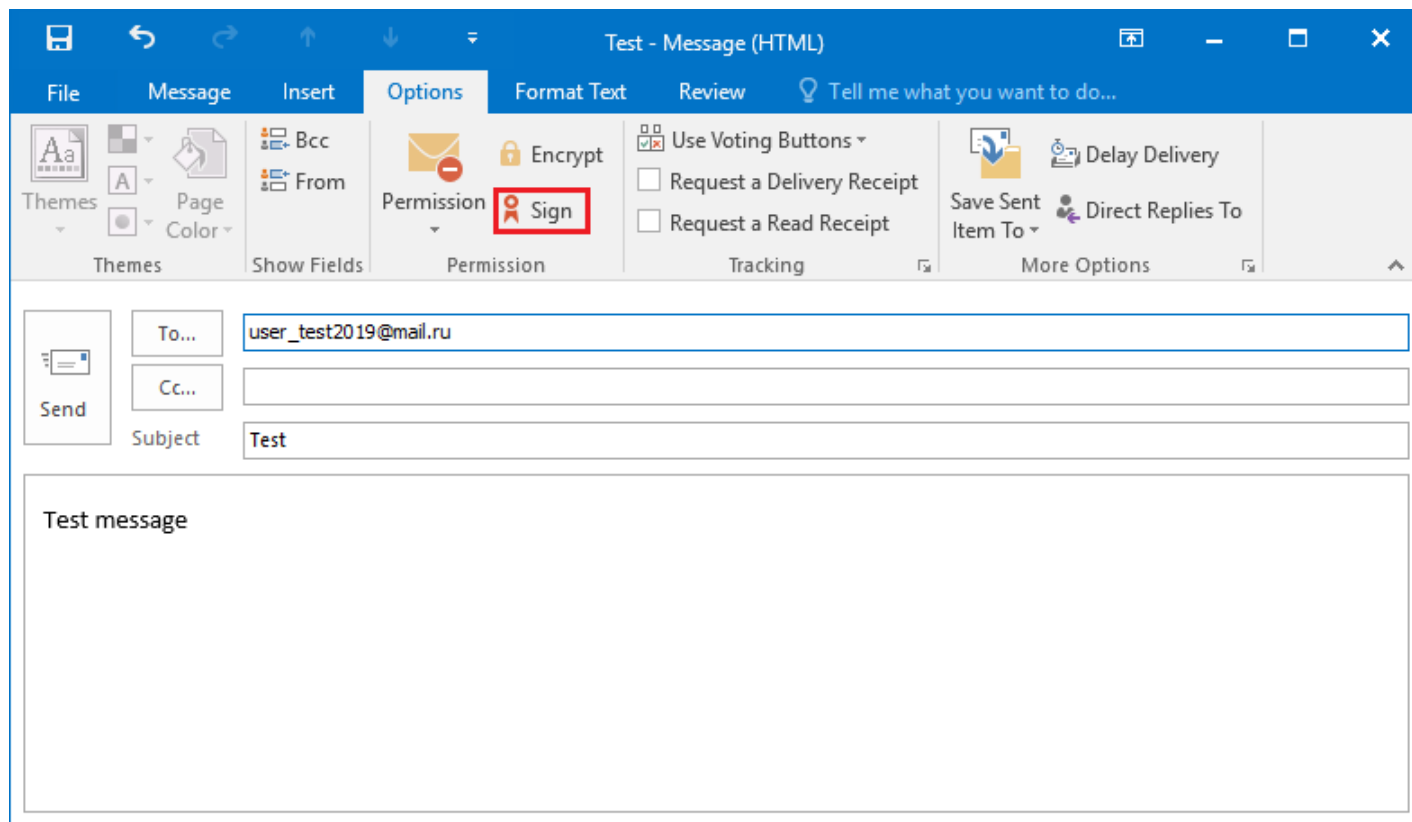 Test - Message (HTML)
File Message Insert Options Format Text Review Tell me what you want to do...
Aa Themes
A
Page Color
Themes
Bcc
From
Show Fields
Permission
Encrypt
Sign
Permission
Use Voting Buttons
Request a Delivery Receipt
Request a Read Receipt
Tracking
Save Sent
Item To
Delay Delivery
Direct Replies To
More Options
Send
To... user_test2019@mail.ru
Cc...
Subject Test
Test message